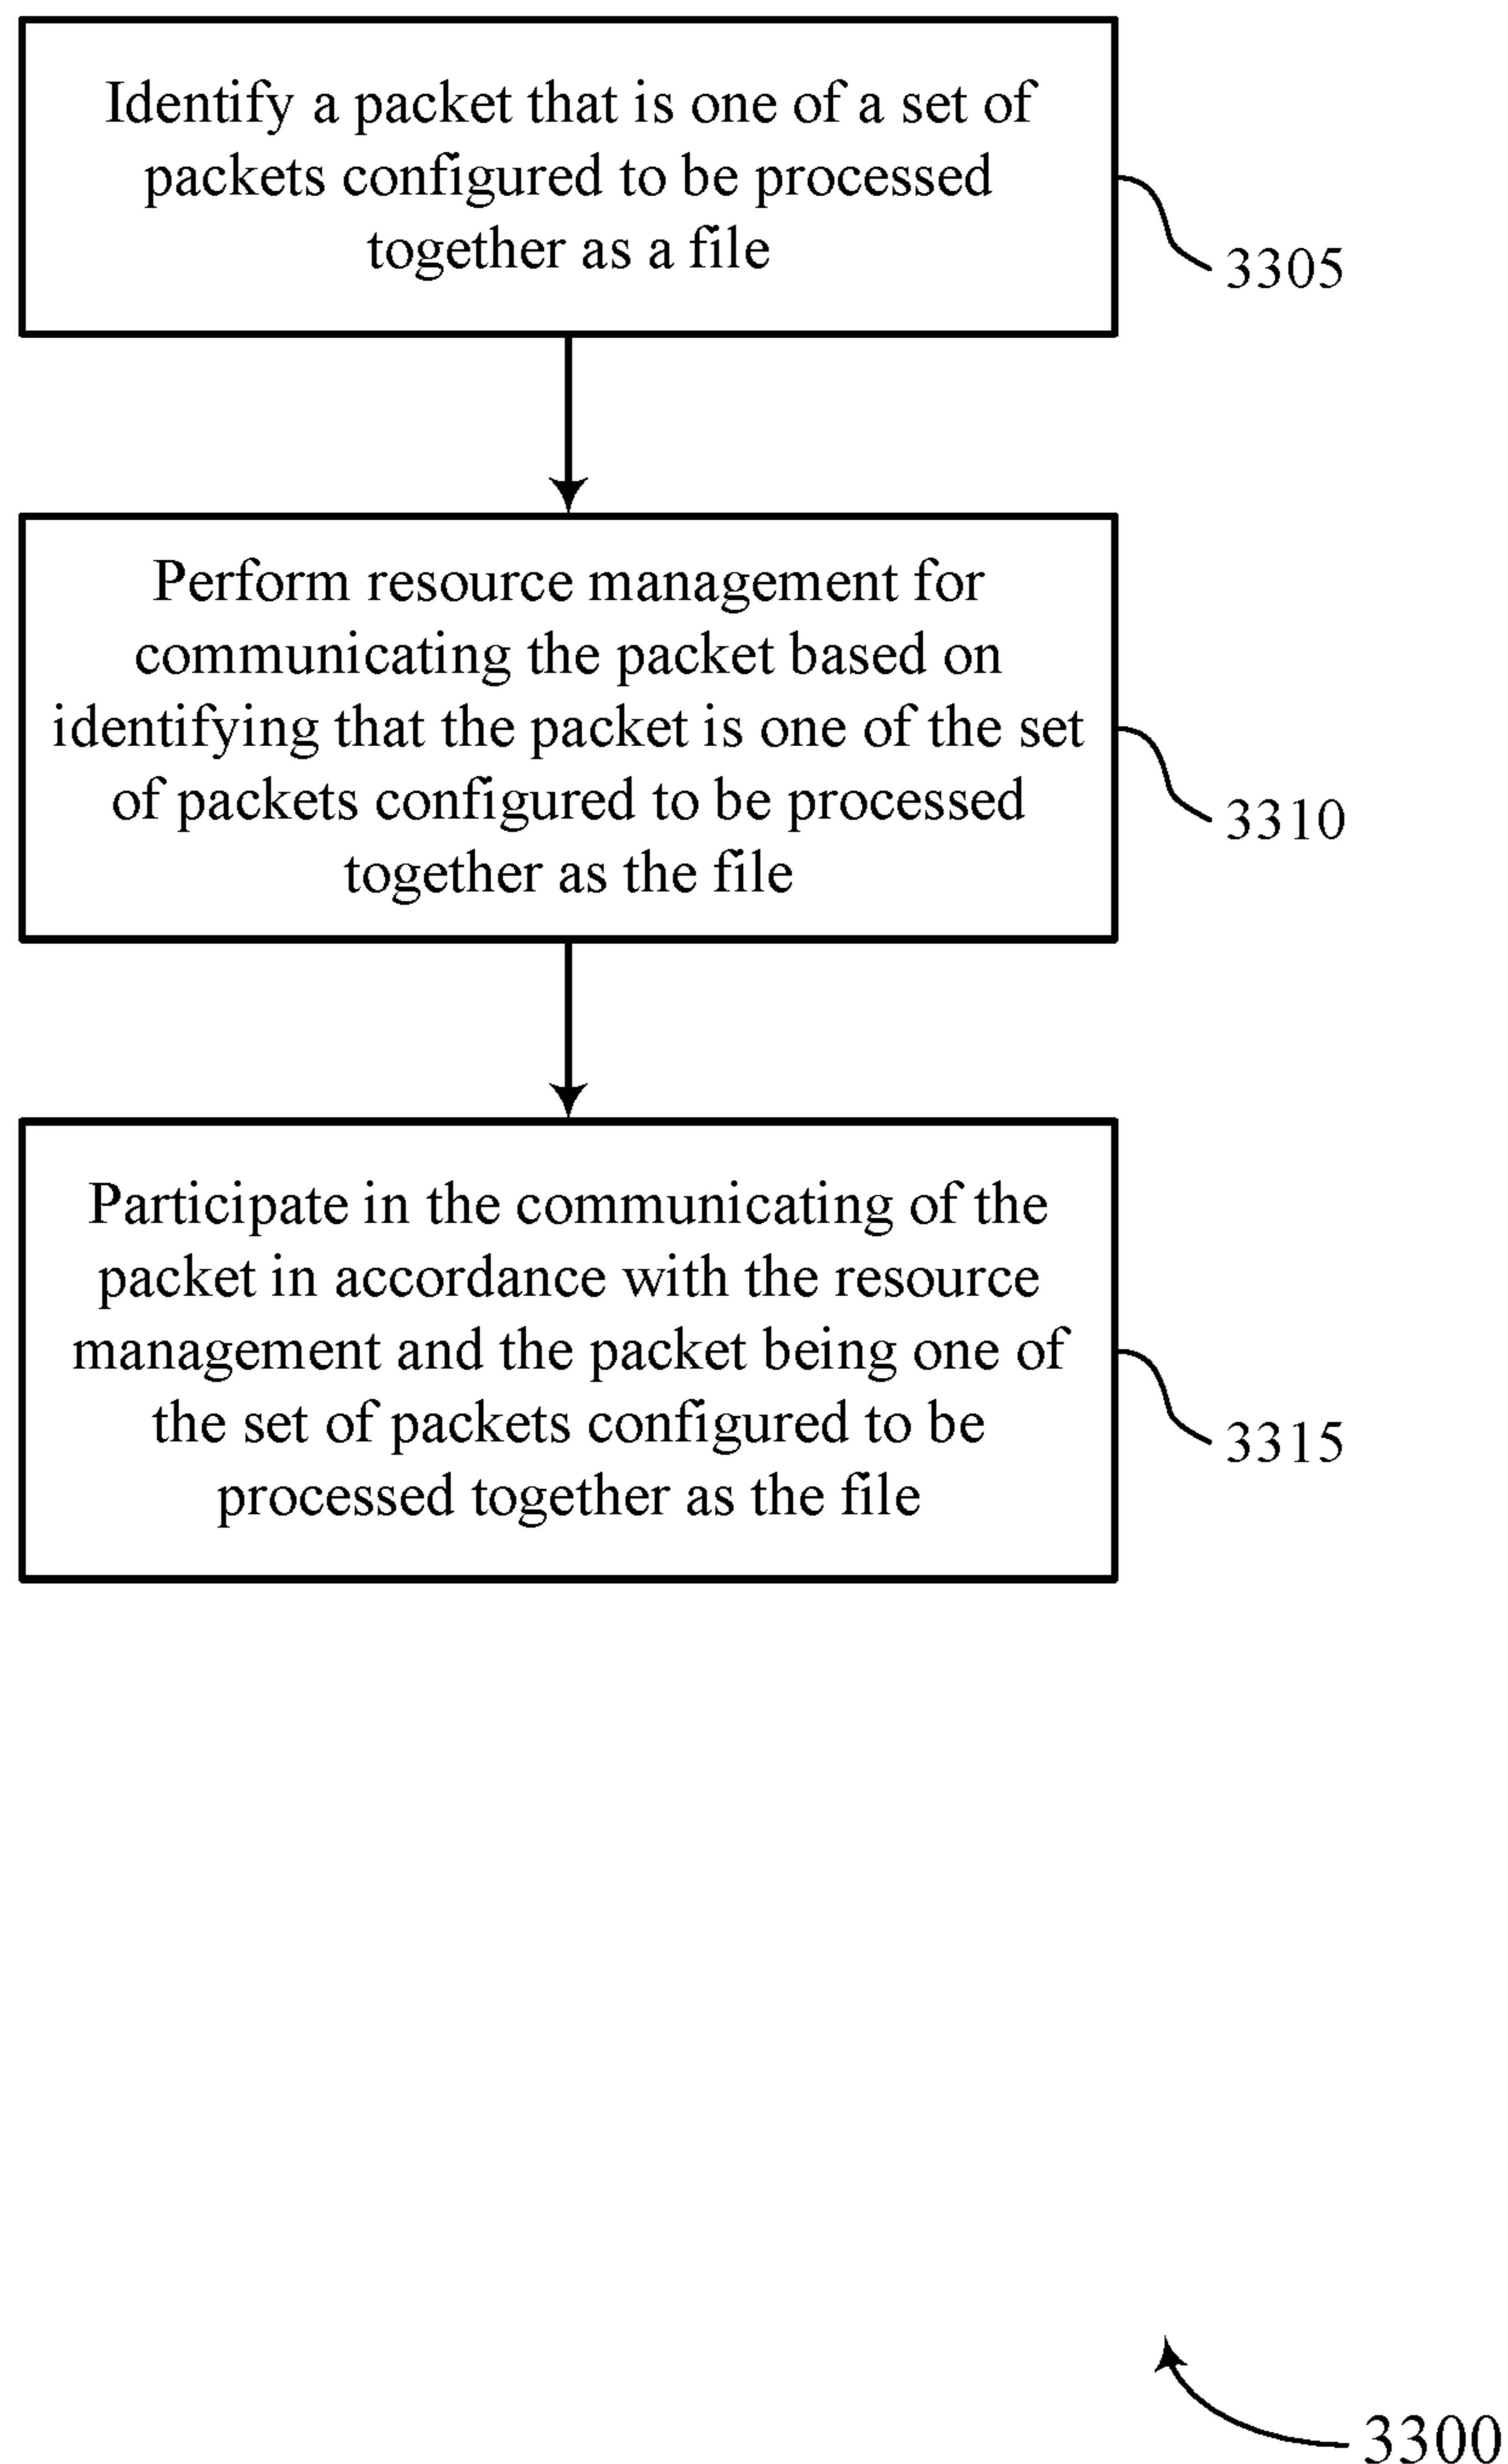 Identify a packet that is one of a set of
packets configured to be processed
together as a file
3305
Perform resource management for
communicating the packet based on
identifying that the packet is one of the set
of packets configured to be processed
together as the file
3310
Participate in the communicating of the
packet in accordance with the resource
management and the packet being one of
the set of packets configured to be
processed together as the file
3315
3300